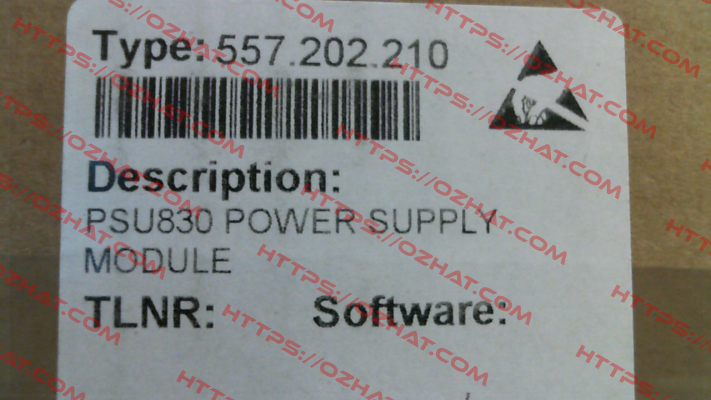 Type: 557.202.210
Description:
PSU830 POWER SUPPLY
MODULE
TLNR: Software:
HTTPS://OZHAT.COM